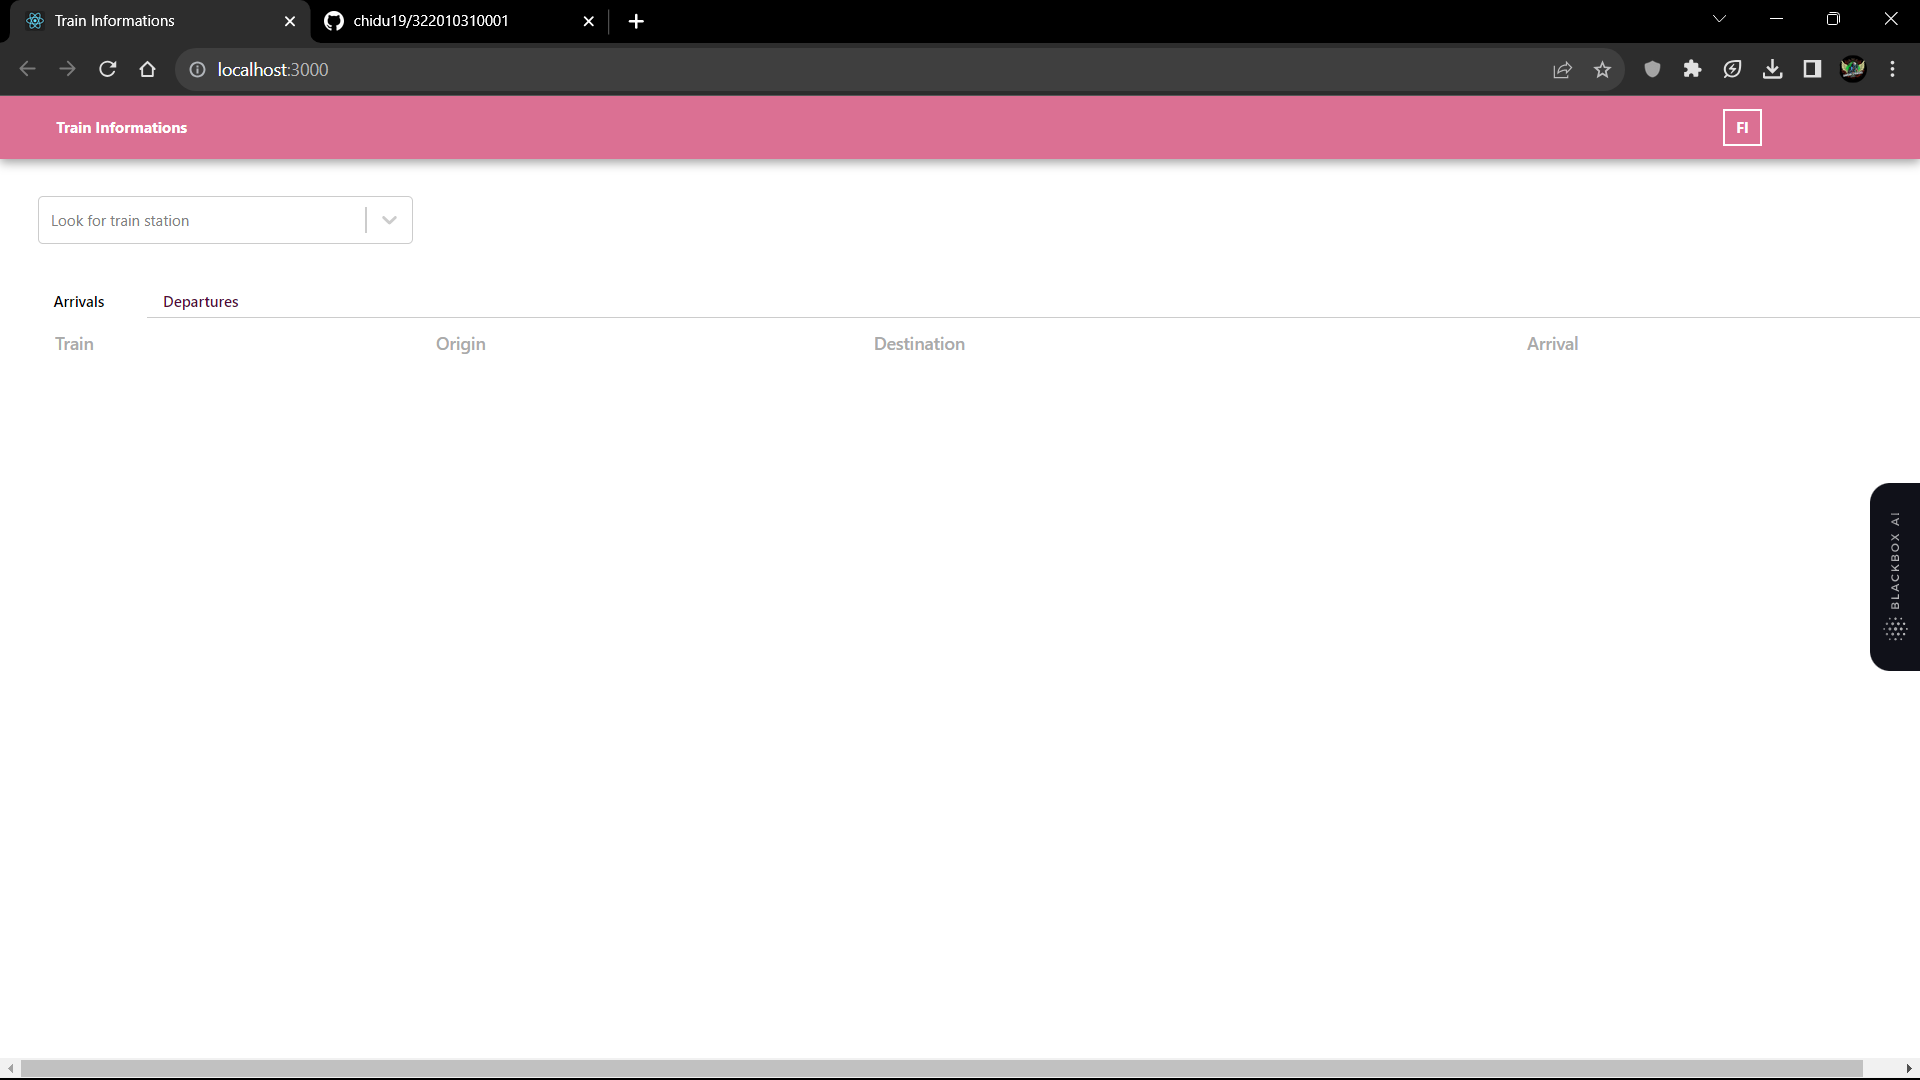 Train Informations
chidu19/322010310001
localhost:3000
Train Informations
FI
Look for train station
Arrivals
Departures
Train
Origin
Destination
Arrival
BLACKBOX AI